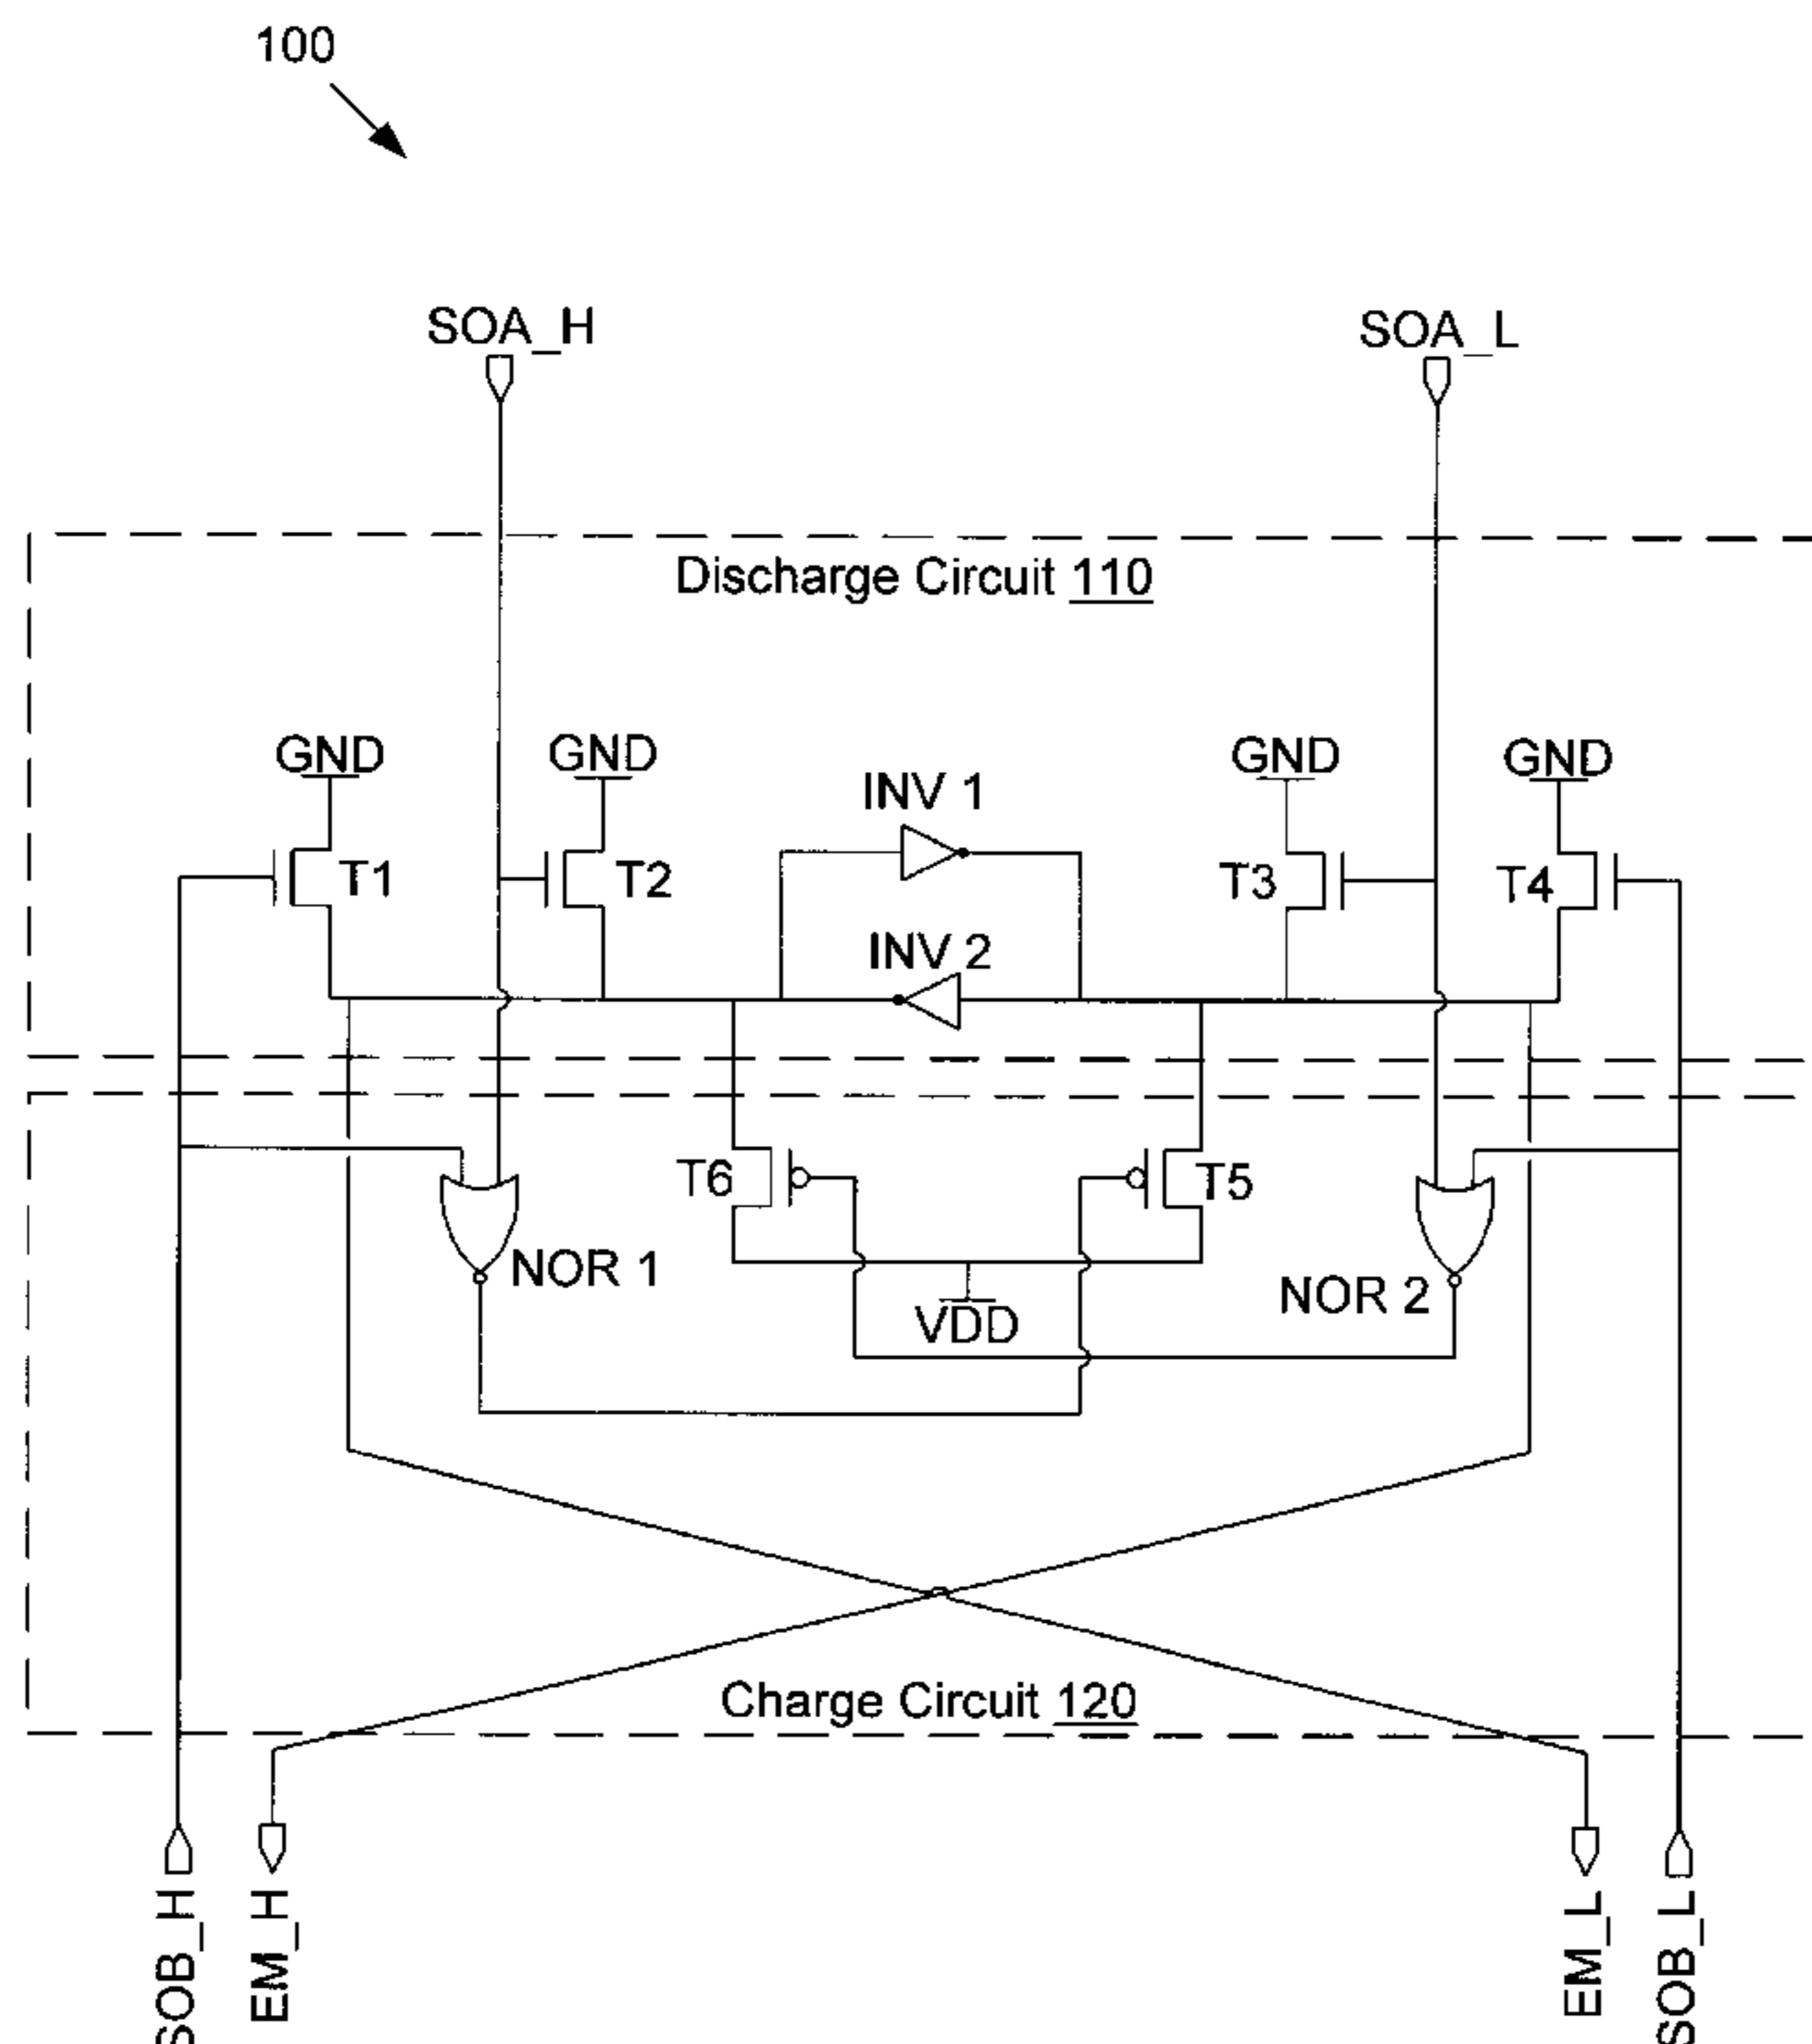 100
SOA_H
SOA_L
Discharge Circuit 110
GND
GND
GND
GND
INV 1
T1
T2
T3
T4
INV 2
T6
T5
NOR 1
NOR 2
VDD
Charge Circuit 120
SOB_H
EM_H
EM_L
SOB_L